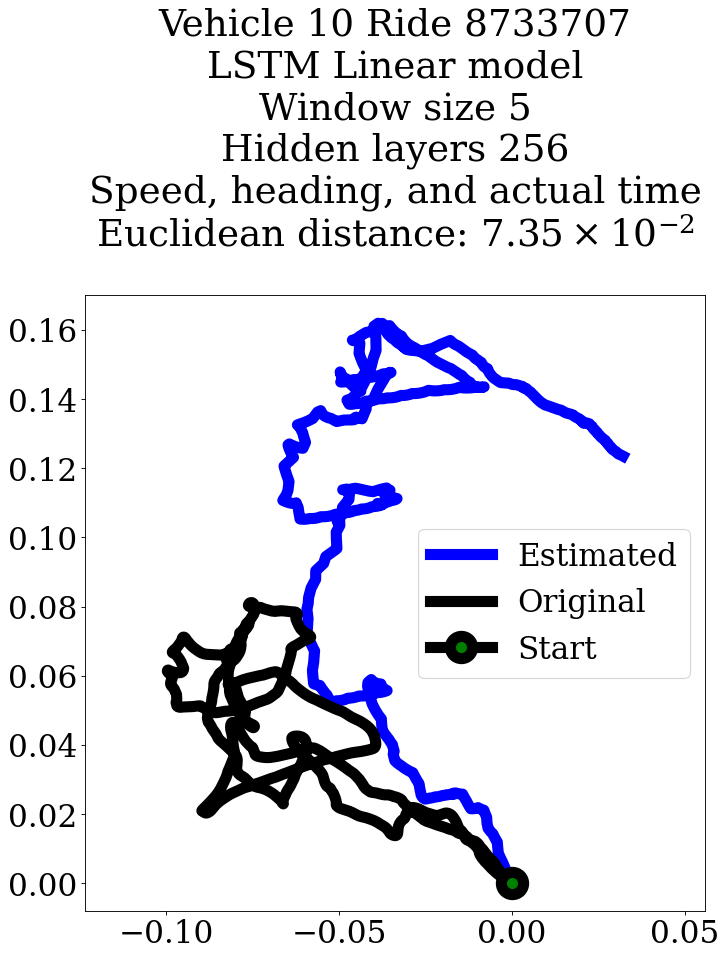 Vehicle 10 Ride 8733707
LSTM Linear model
Window size 5
Hidden layers 256
Speed, heading, and actual time
Euclidean distance: 7.35 × 10⁻²
0.16
0.14
0.12
0.10
0.08
0.06
0.04
0.02
0.00
Estimated
Original
Start
−0.10
−0.05
0.00
0.05